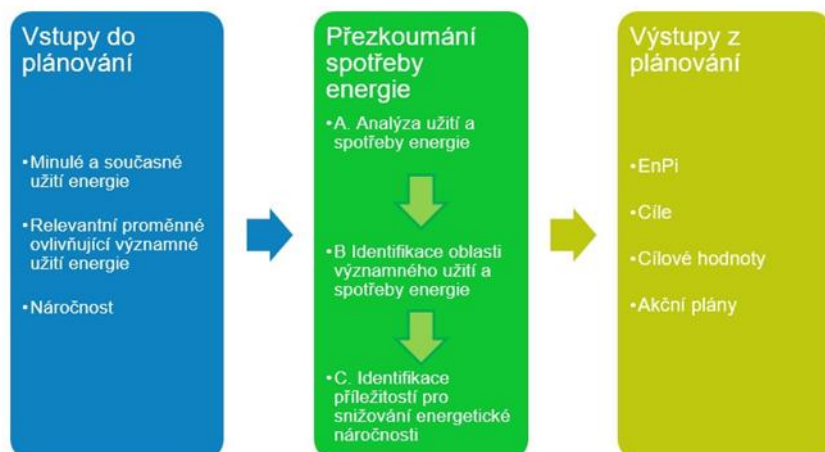 Vstupy do
plánování
•Minulé a současné
užití energie
•Relevantní proměnné
ovlivňující významné
užití energie
•Náročnost
Přezkoumání
spotřeby
energie
•A. Analýza užití a
spotřeby energie
•B Identifikace oblasti
významného užití a
spotřeby energie
•C. Identifikace
příležitostí pro
snižování energetické
náročnosti
Výstupy z
plánování
•EnPi
•Cíle
•Cílové hodnoty
•Akční plány